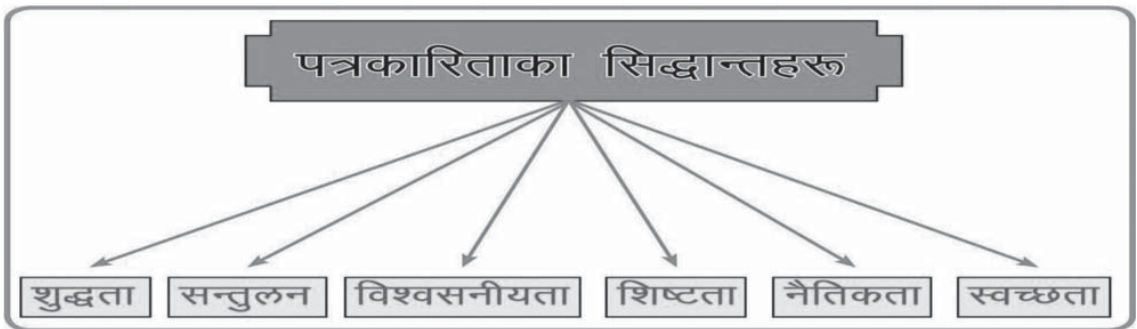 पत्रकारिताका सिद्धान्तहरू
शुद्धता सन्तुलन विश्वसनीयता शिष्टता नैतिकता स्वच्छता